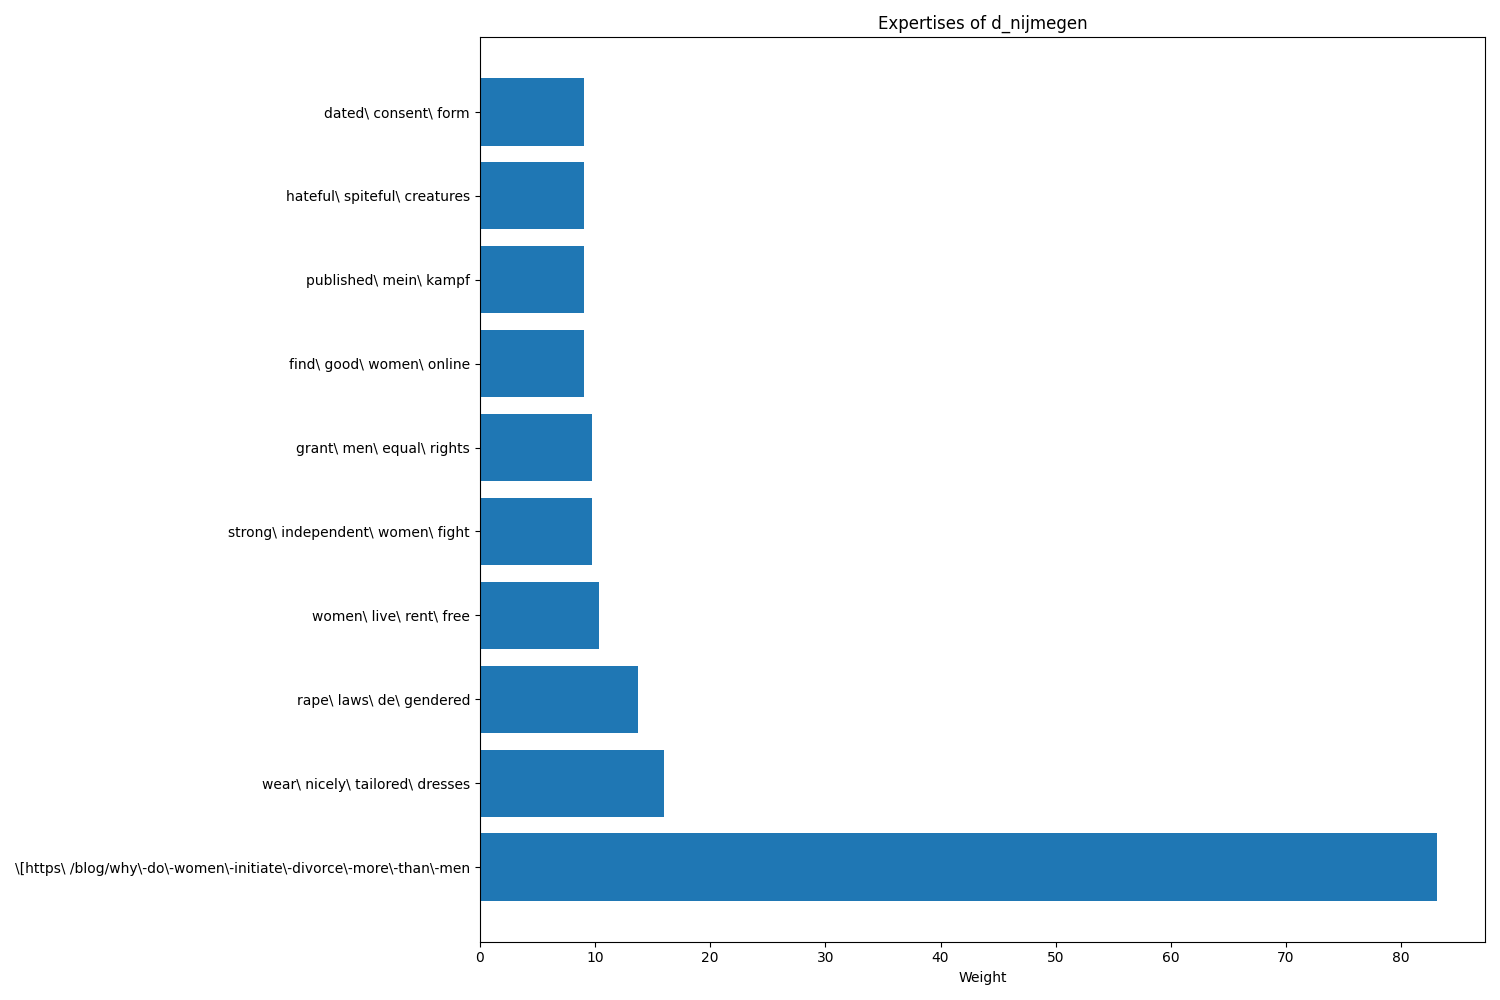 Expertises of d_nijmegen
dated\ consent\ form
hateful\ spiteful\ creatures
published\ mein\ kampf
find\ good\ women\ online
grant\ men\ equal\ rights
strong\ independent\ women\ fight
women\ live\ rent\ free
rape\ laws\ de\ gendered
wear\ nicely\ tailored\ dresses
\[https\ /blog/why\-do\-women\-initiate\-divorce\-more\-than\-men
0 10 20 30 40 50 60 70 80
Weight